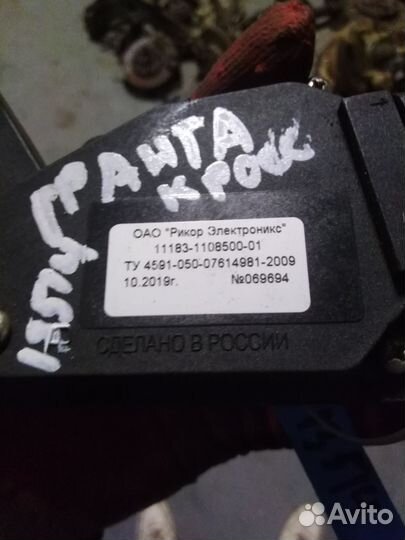 ГРАНТА
КРОСС
ОАО "Рикор Электроникс"
11183-1108500-01
ТУ 4591-050-07614981-2009
10.2019г. №069694
СДЕЛАНО В РОССИИ
Avito